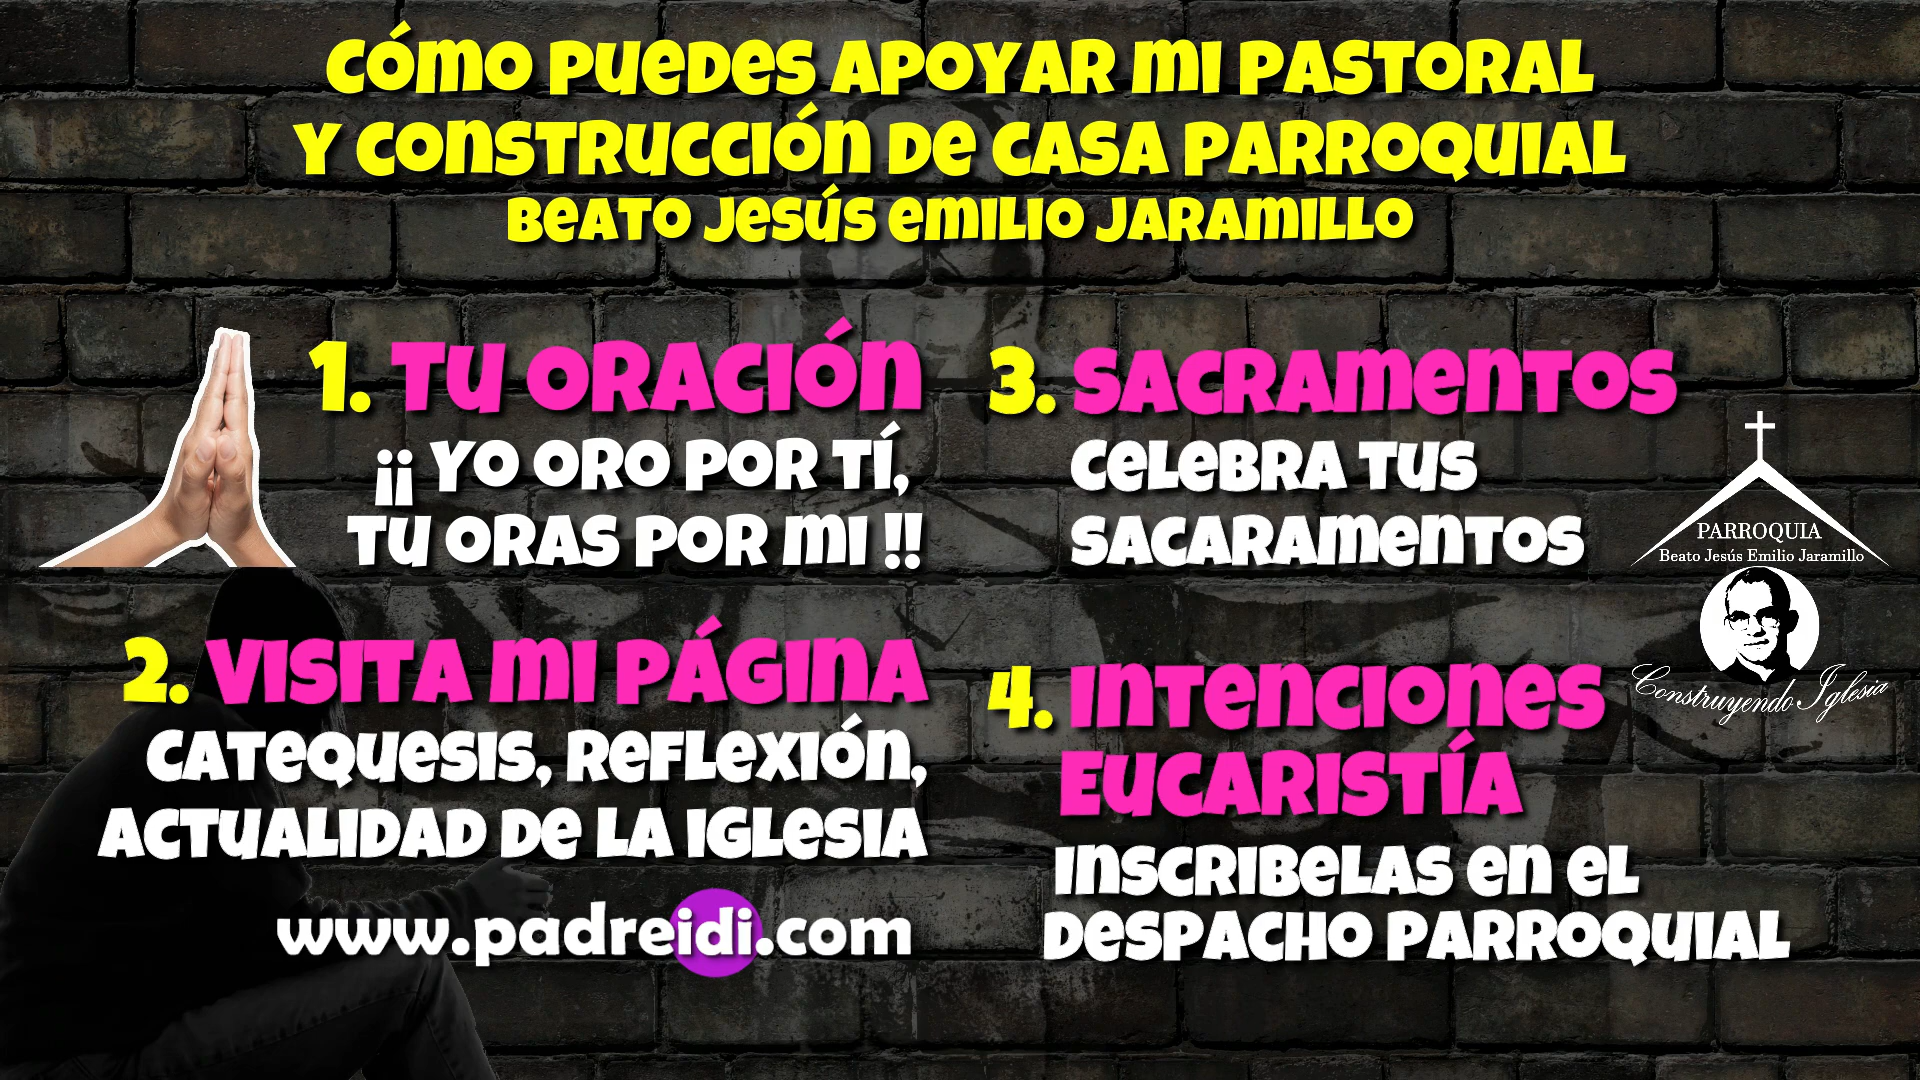 CÓMO PUEDES APOYAR MI PASTORAL
Y CONSTRUCCIÓN DE CASA PARROQUIAL
BEATO JESÚS EMILIO JARAMILLO
1. TU ORACIÓN
¡¡ YO ORO POR TÍ,
TU ORAS POR MI !!
2. VISITA MI PÁGINA
CATEQUESIS, REFLEXIÓN,
ACTUALIDAD DE LA IGLESIA
www.padreidi.com
3. SACRAMENTOS
CELEBRA TUS
SACARAMENTOS
4. INTENCIONES
EUCARISTÍA
INSCRIBELAS EN EL
DESPACHO PARROQUIAL
PARROQUIA
Beato Jesús Emilio Jaramillo
Construyendo Iglesia